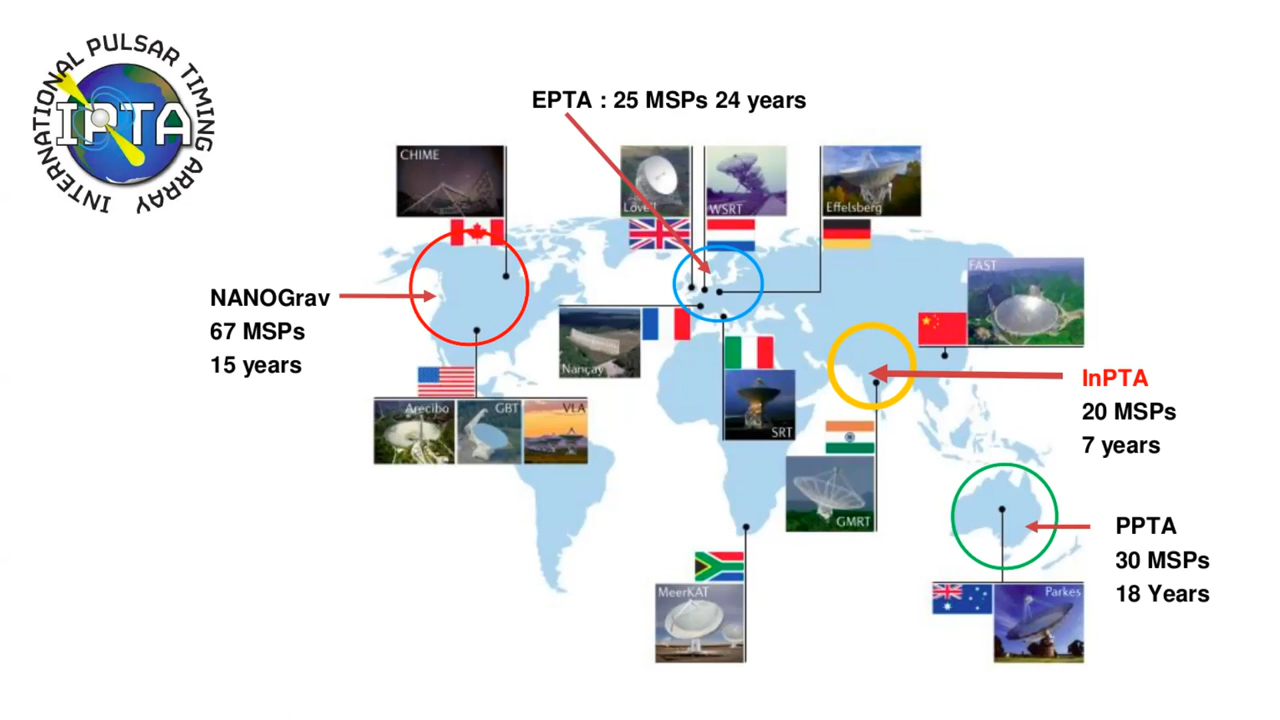 INTERNATIONAL PULSAR TIMING ARRAY
IPTA
EPTA : 25 MSPs 24 years
CHIME
Lovell
WSRT
Effelsberg
FAST
NANOGrav
67 MSPs
15 years
Nançay
InPTA
20 MSPs
7 years
Arecibo
GBT
VLA
SRT
GMRT
PPTA
30 MSPs
18 Years
MeerKAT
Parkes